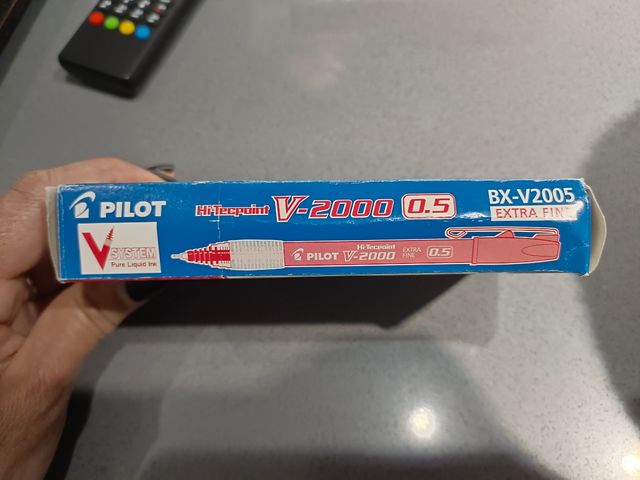 PILOT
Hi-Tecpoint V-2000 0.5
BX-V2005
EXTRA FINE
V SYSTEM
Pure Liquid Ink
PILOT Hi-Tecpoint V-2000 EXTRA FINE 0.5